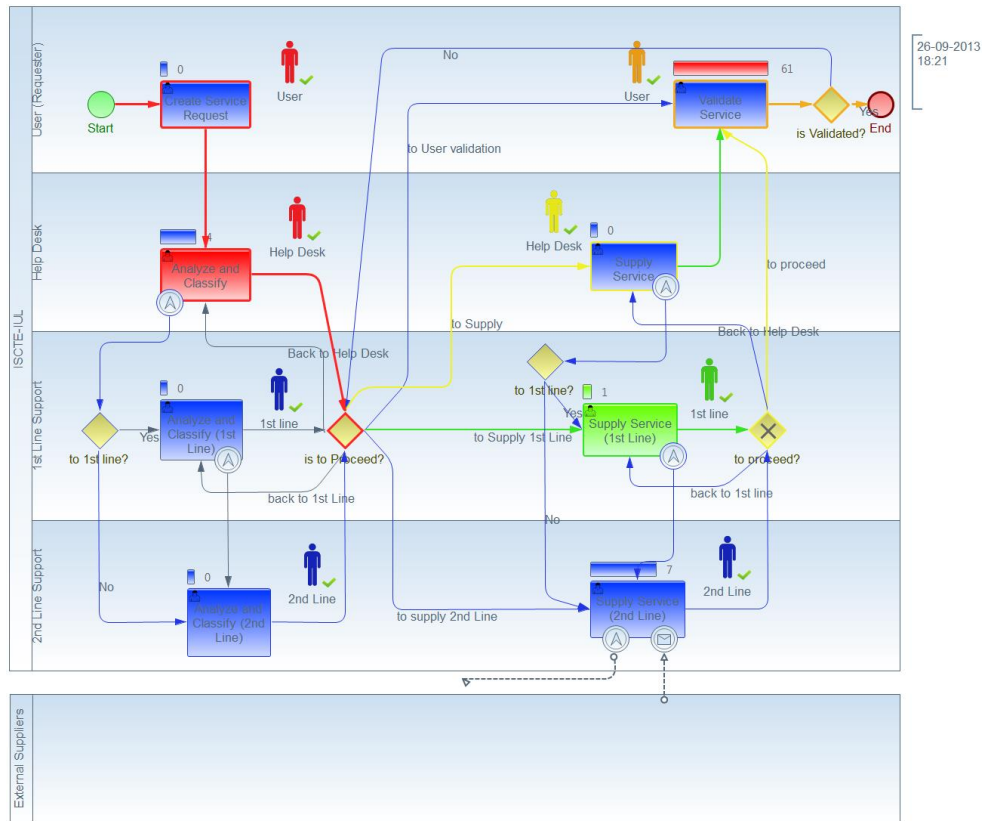 ISCTE-IUL
User (Requester)
Start
0
Create Service
Request
User
No
to User validation
User
61
Validate
Service
is Validated?
Yes
End
26-09-2013
18:21
Help Desk
4
Analyze and
Classify
Help Desk
Back to Help Desk
to Supply
Help Desk
0
Supply
Service
to proceed
Back to Help Desk
1st Line Support
to 1st line?
Yes
0
Analyze and
Classify (1st
Line)
1st line
is to Proceed?
back to 1st Line
to Supply 1st Line
to 1st line?
Yes
1
Supply Service
(1st Line)
1st line
to proceed?
back to 1st line
No
2nd Line Support
No
0
Analyze and
Classify (2nd
Line)
2nd Line
to supply 2nd Line
7
Supply Service
(2nd Line)
2nd Line
External Suppliers